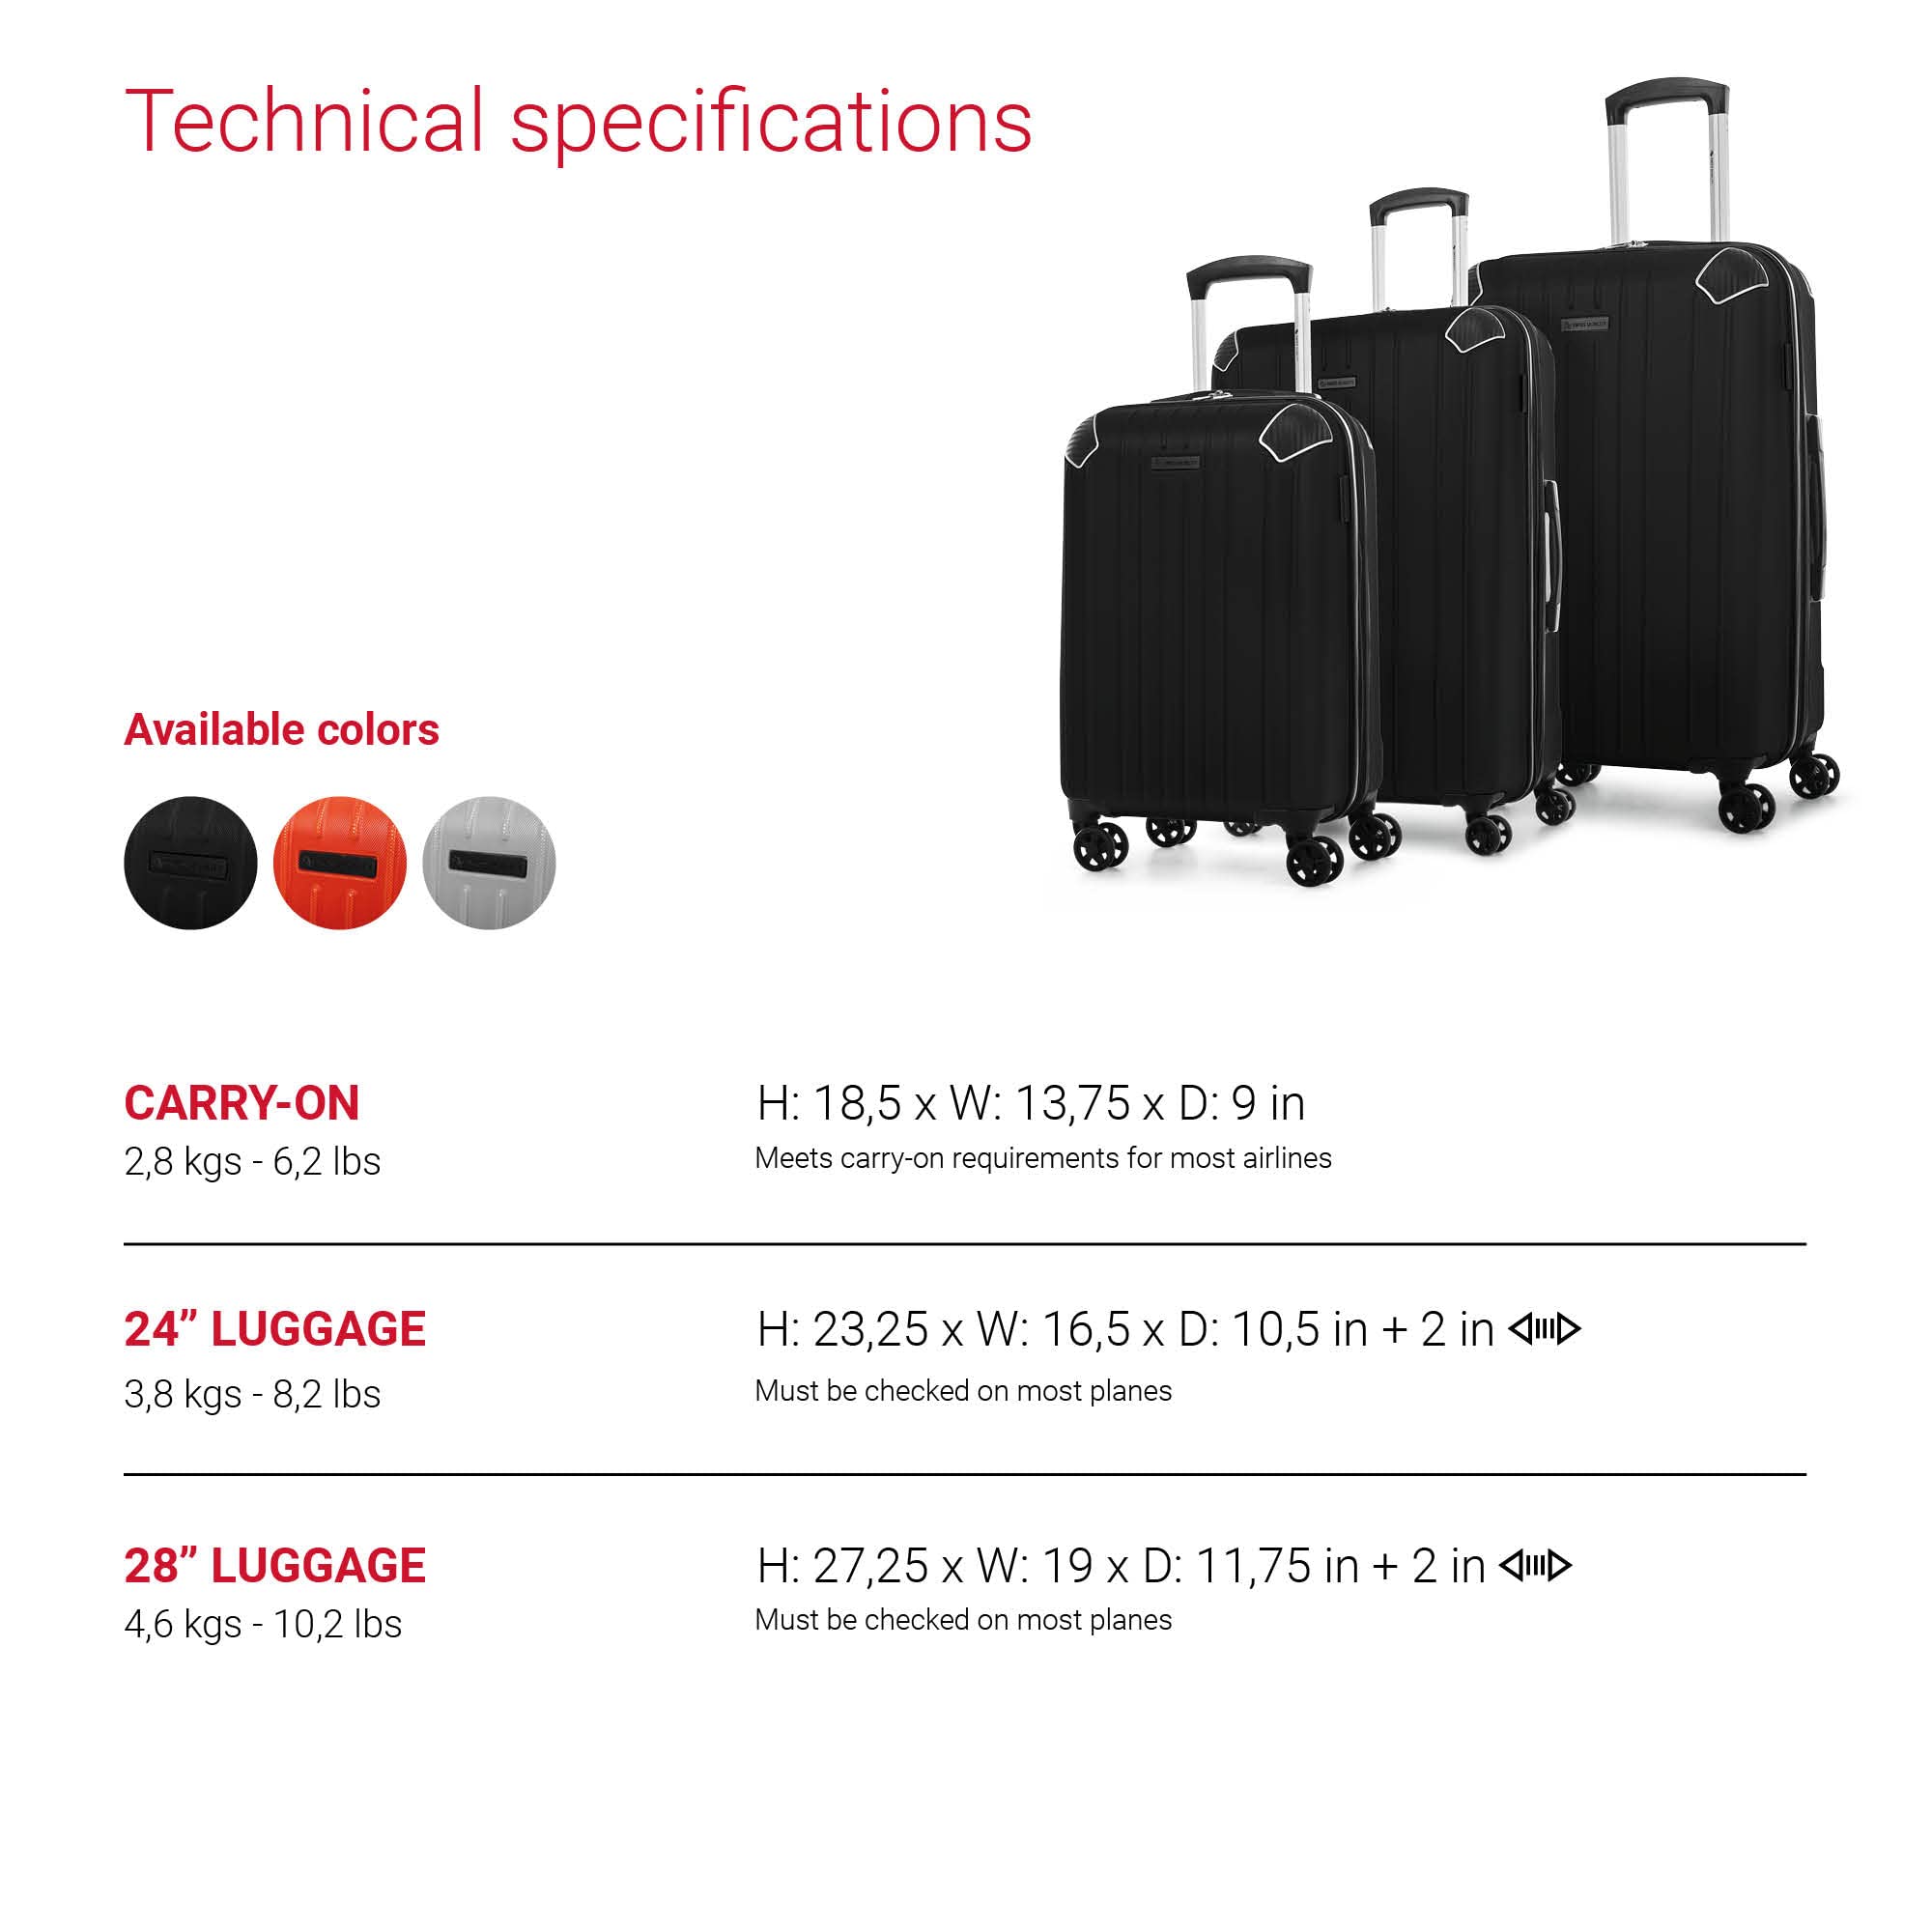 Technical specifications
Available colors
CARRY-ON
2,8 kgs - 6,2 lbs
H: 18,5 x W: 13,75 x D: 9 in
Meets carry-on requirements for most airlines
24” LUGGAGE
3,8 kgs - 8,2 lbs
H: 23,25 x W: 16,5 x D: 10,5 in + 2 in
Must be checked on most planes
28” LUGGAGE
4,6 kgs - 10,2 lbs
H: 27,25 x W: 19 x D: 11,75 in + 2 in
Must be checked on most planes